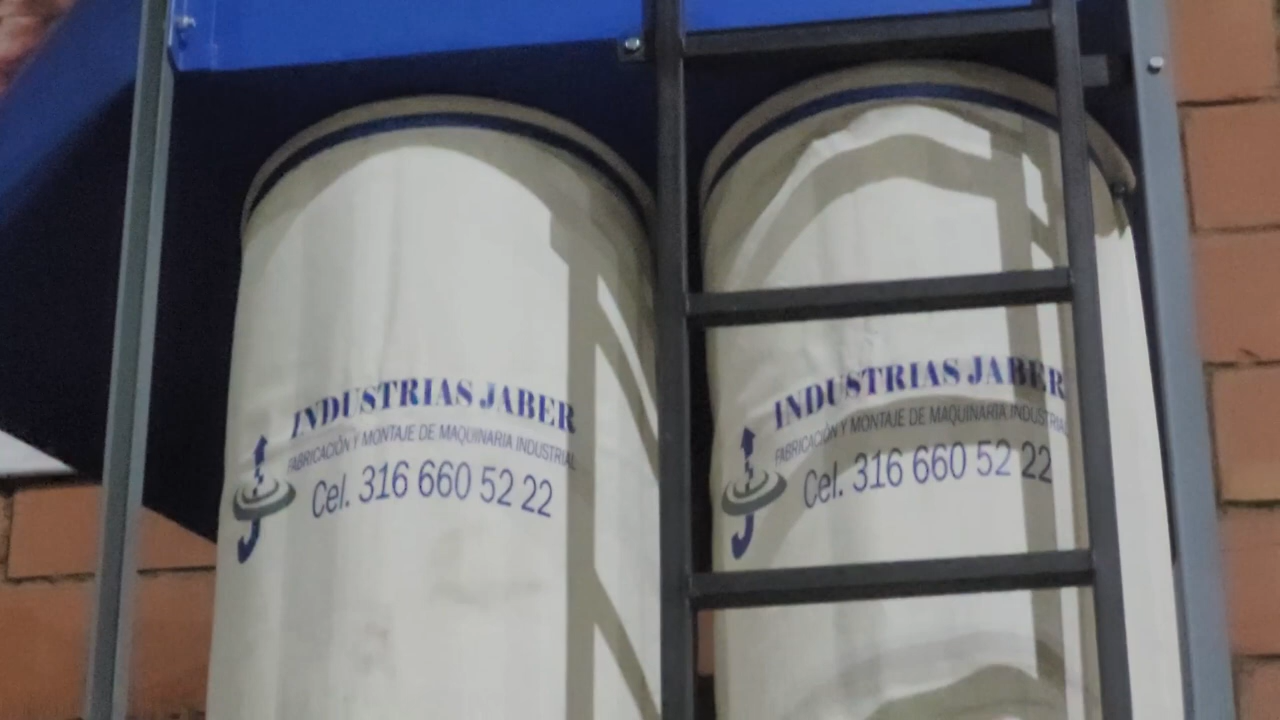 INDUSTRIAS JABER
FABRICACIÓN Y MONTAJE DE MAQUINARIA INDUSTRIAL
Cel. 316 660 52 22
INDUSTRIAS JABER
FABRICACIÓN Y MONTAJE DE MAQUINARIA INDUSTRIAL
Cel. 316 660 52 22